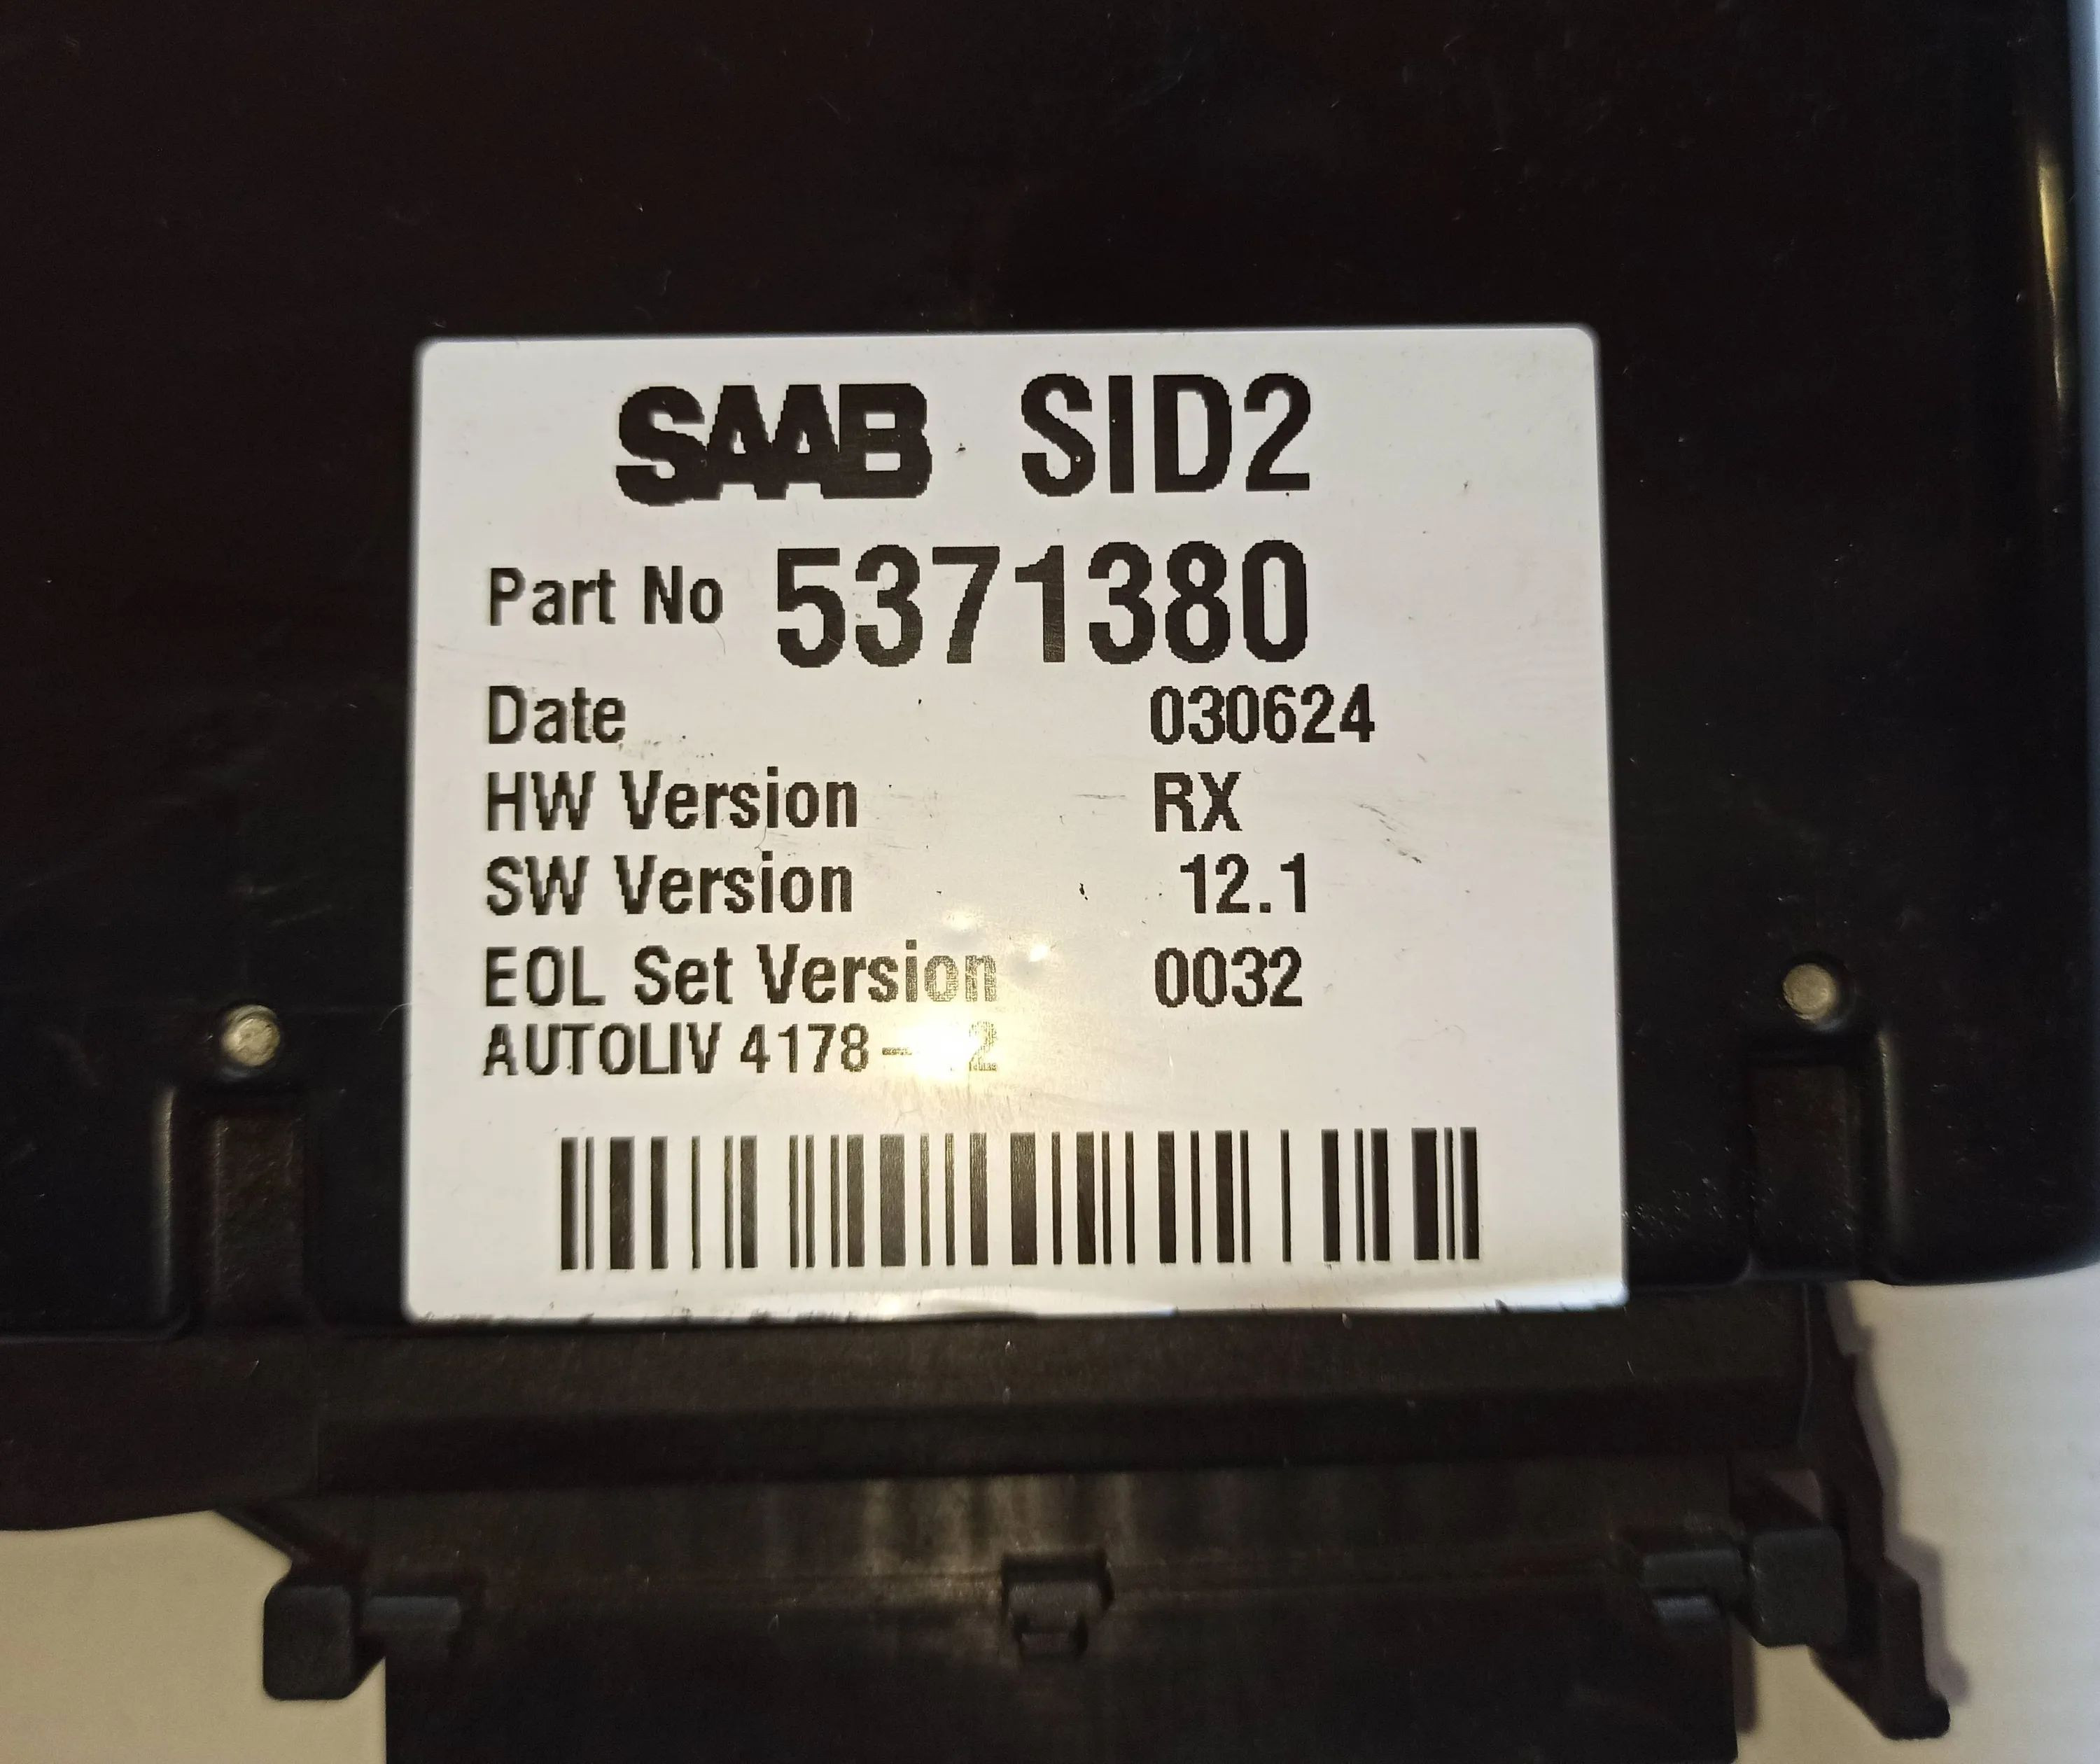 SAAB SID2
Part No 5371380
Date 030624
HW Version RX
SW Version 12.1
EOL Set Version 0032
AUTOLIV